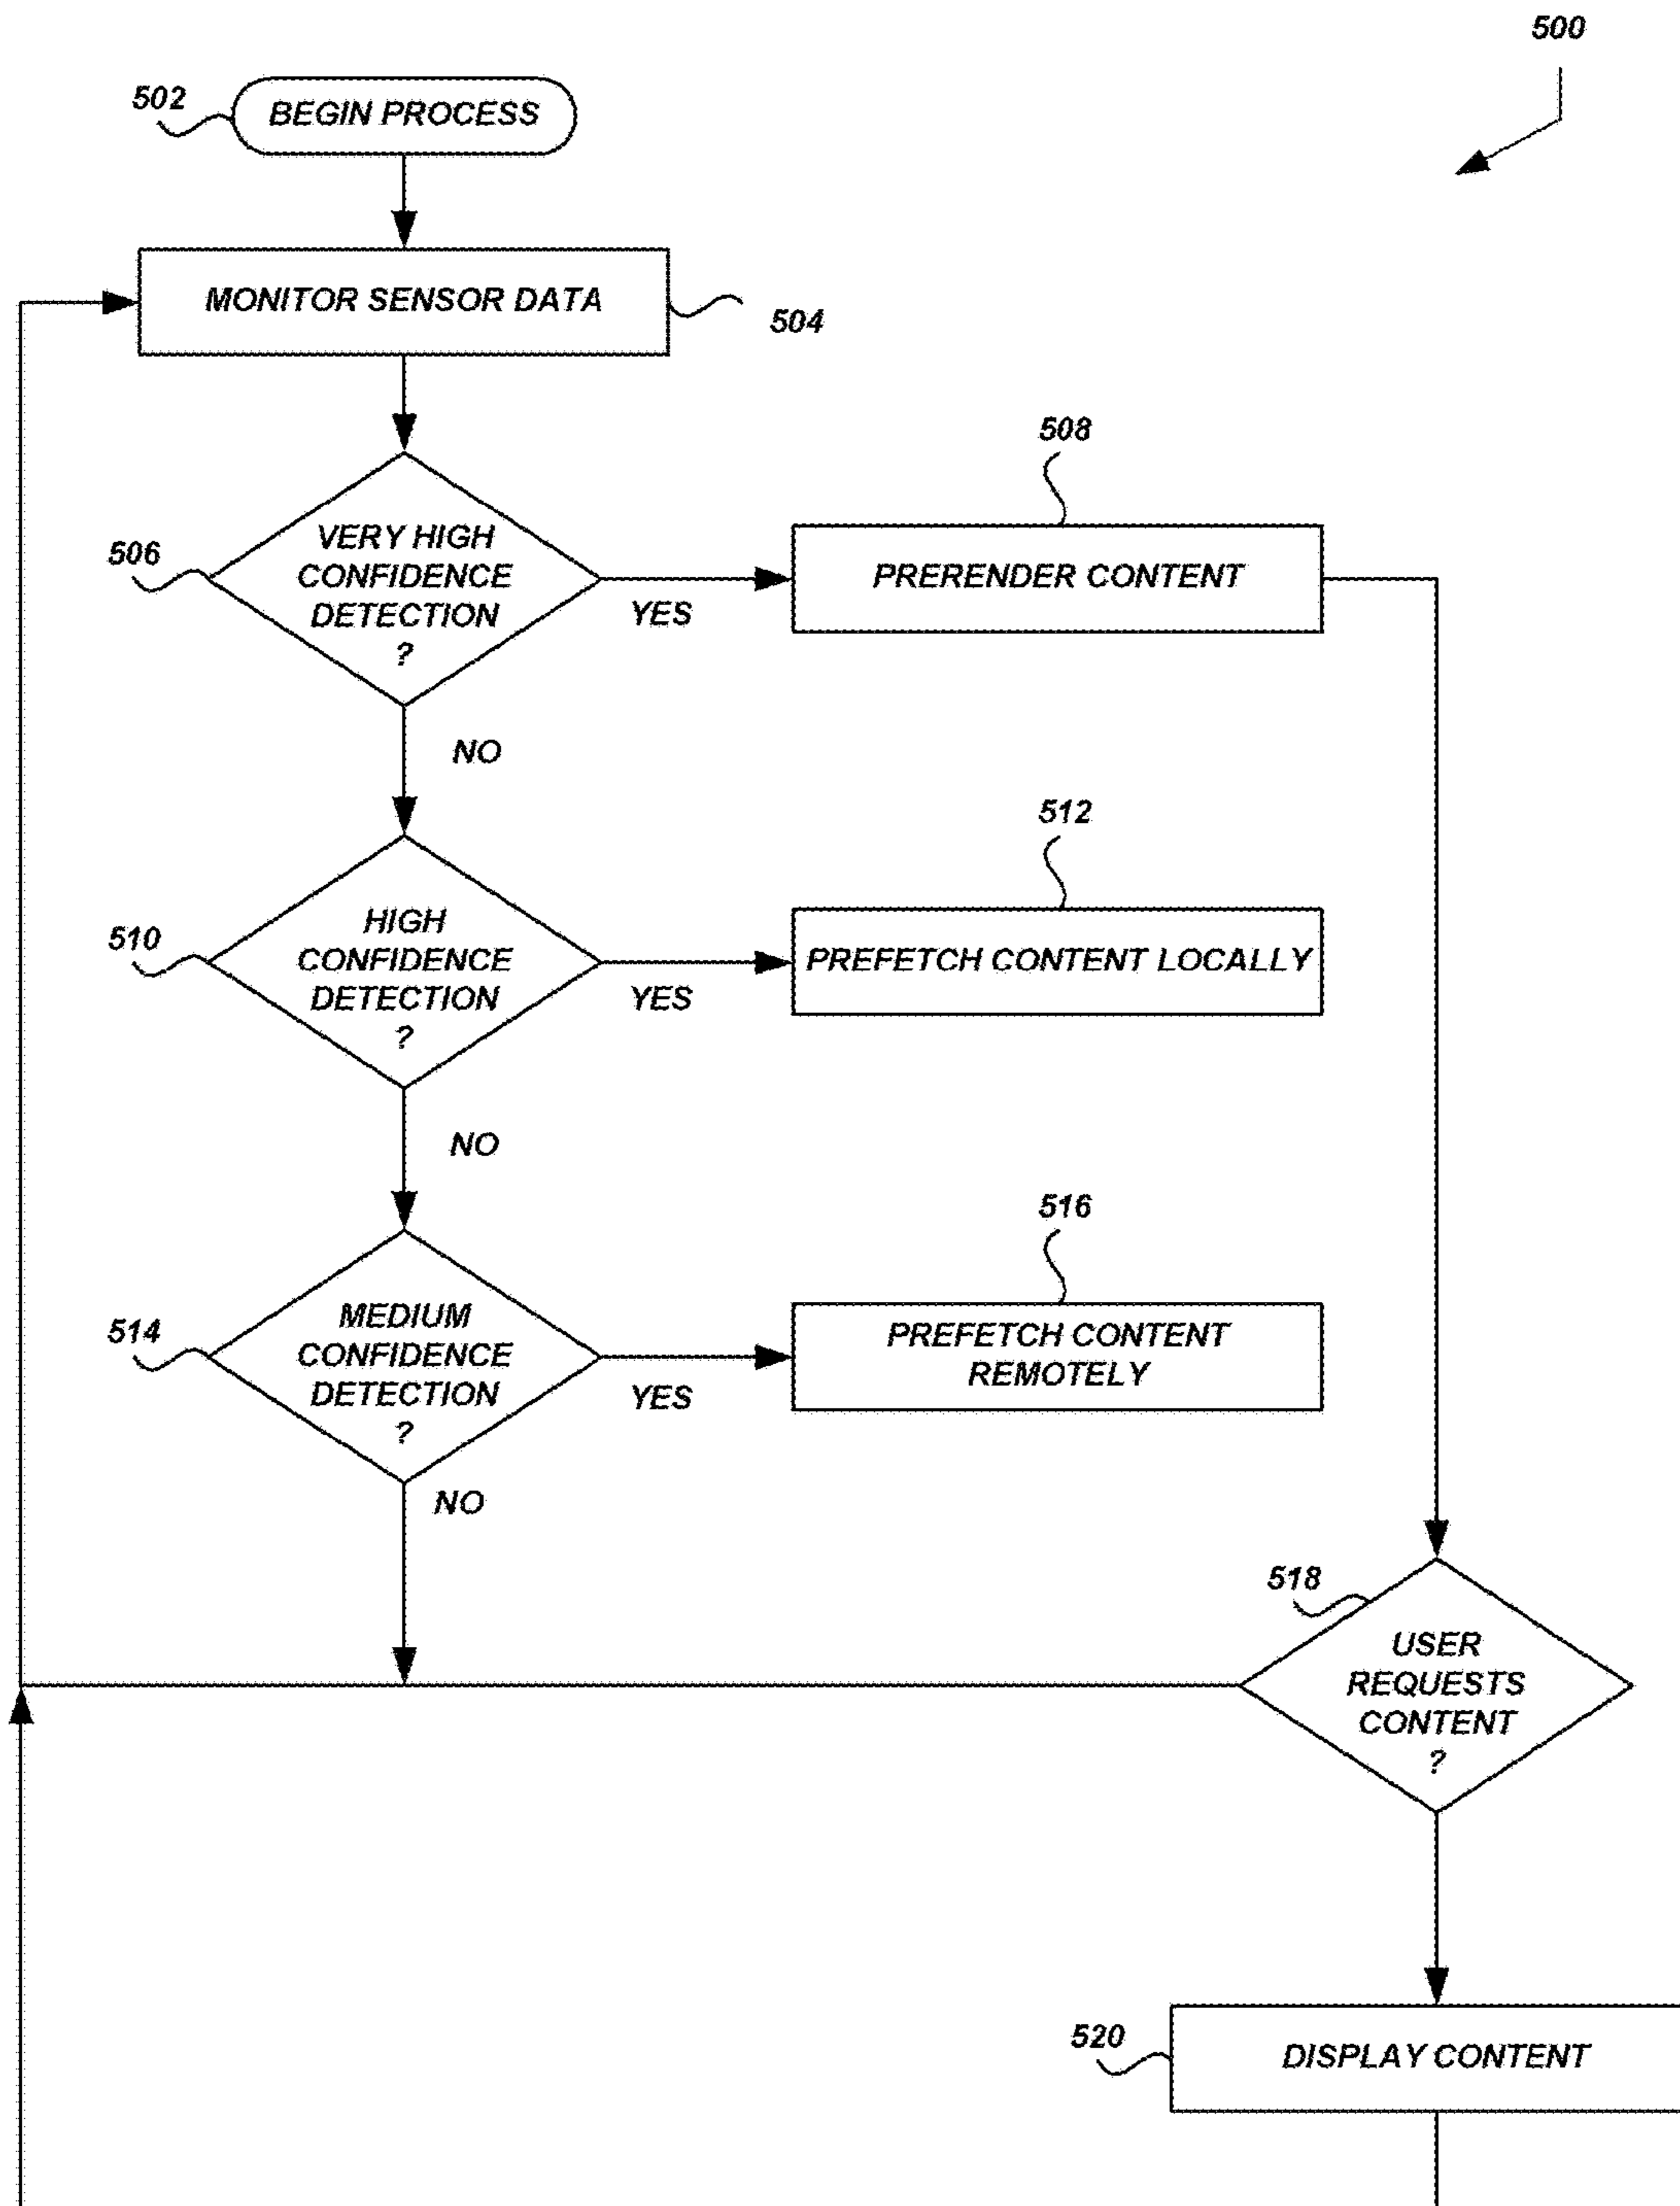 500
502
BEGIN PROCESS
MONITOR SENSOR DATA
504
506
VERY HIGH
CONFIDENCE
DETECTION
?
YES
508
PRERENDER CONTENT
NO
510
HIGH
CONFIDENCE
DETECTION
?
YES
512
PREFETCH CONTENT LOCALLY
NO
514
MEDIUM
CONFIDENCE
DETECTION
?
YES
516
PREFETCH CONTENT
REMOTELY
NO
518
USER
REQUESTS
CONTENT
?
520
DISPLAY CONTENT